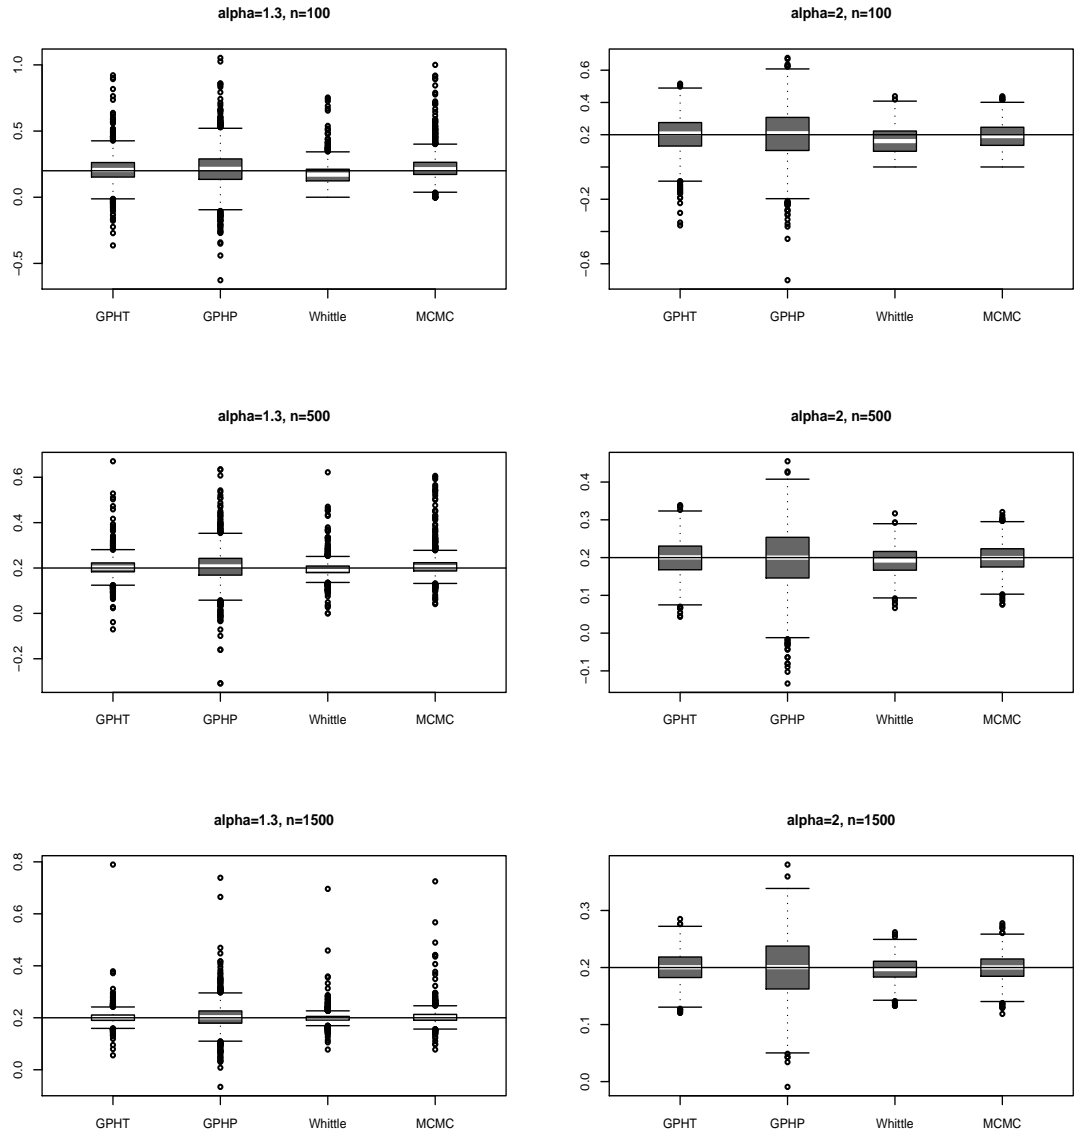 alpha=1.3, n=100
1.0
0.5
0.0
−0.5
GPHT GPHP Whittle MCMC
alpha=2, n=100
0.6
0.4
0.2
−0.2
−0.6
GPHT GPHP Whittle MCMC
alpha=1.3, n=500
0.6
0.4
0.2
0.0
−0.2
GPHT GPHP Whittle MCMC
alpha=2, n=500
0.4
0.3
0.2
0.1
0.0
−0.1
GPHT GPHP Whittle MCMC
alpha=1.3, n=1500
0.8
0.6
0.4
0.2
0.0
GPHT GPHP Whittle MCMC
alpha=2, n=1500
0.3
0.2
0.1
0.0
GPHT GPHP Whittle MCMC